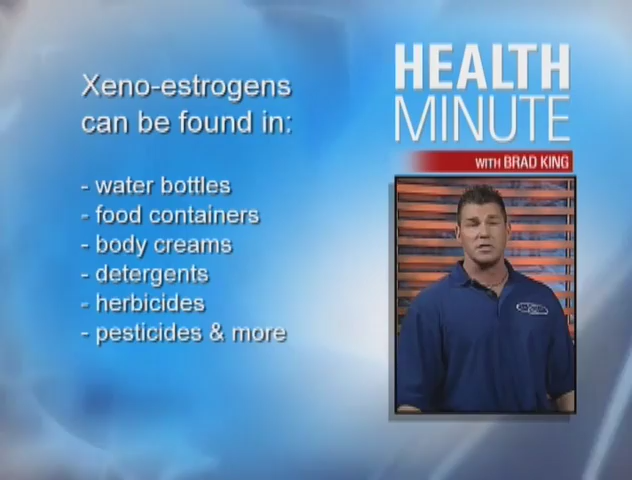 Xeno-estrogens
can be found in:
- water bottles
- food containers
- body creams
- detergents
- herbicides
- pesticides & more
HEALTH
MINUTE
WITH BRAD KING